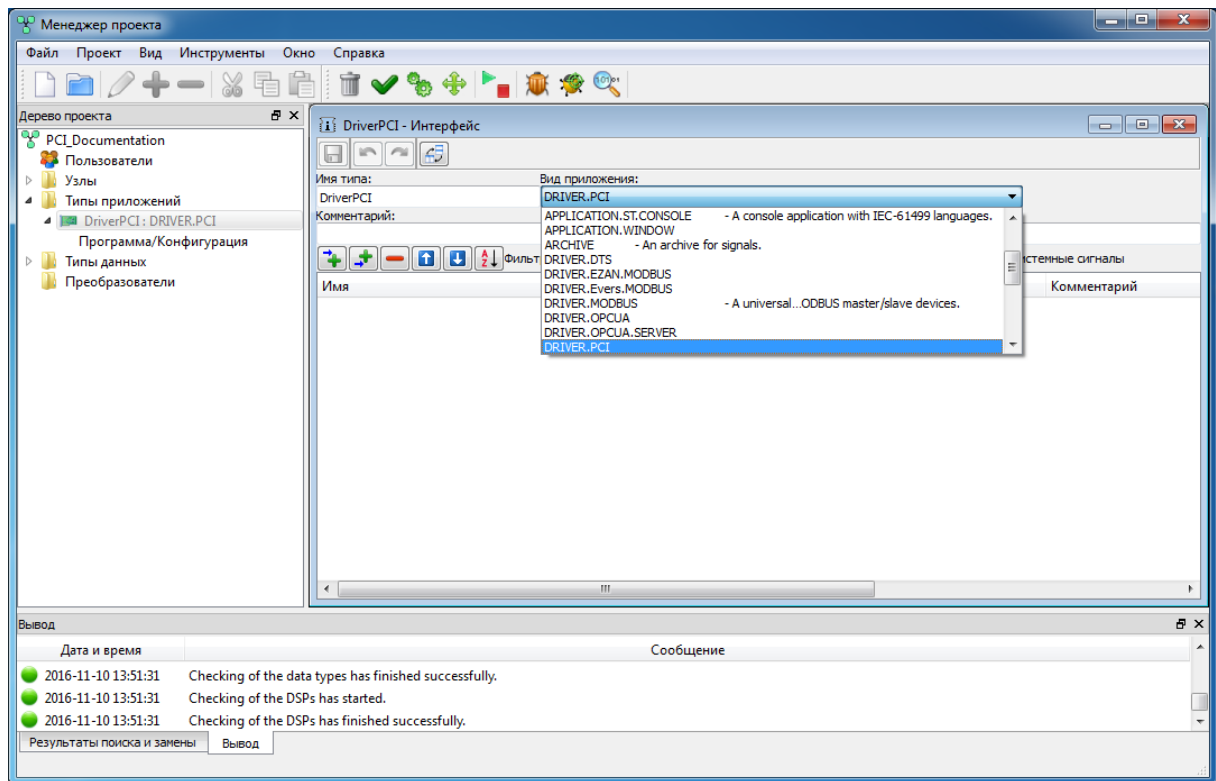 Менеджер проекта
Файл Проект Вид Инструменты Окно Справка
Дерево проекта
PCI_Documentation
Пользователи
Узлы
Типы приложений
DriverPCI : DRIVER.PCI
Программа/Конфигурация
Типы данных
Преобразователи
DriverPCI - Интерфейс
Имя типа: Вид приложения:
DriverPCI DRIVER.PCI
Комментарий:
APPLICATION.ST.CONSOLE - A console application with IEC-61499 languages.
APPLICATION.WINDOW
ARCHIVE - An archive for signals.
DRIVER.DTS
DRIVER.EZAN.MODBUS
DRIVER.Evers.MODBUS
DRIVER.MODBUS - A universal...ODBUS master/slave devices.
DRIVER.OPCUA
DRIVER.OPCUA.SERVER
DRIVER.PCI
Фильт истемные сигналы
Имя Комментарий
Вывод
Дата и время Сообщение
2016-11-10 13:51:31 Checking of the data types has finished successfully.
2016-11-10 13:51:31 Checking of the DSPs has started.
2016-11-10 13:51:31 Checking of the DSPs has finished successfully.
Результаты поиска и замены Вывод